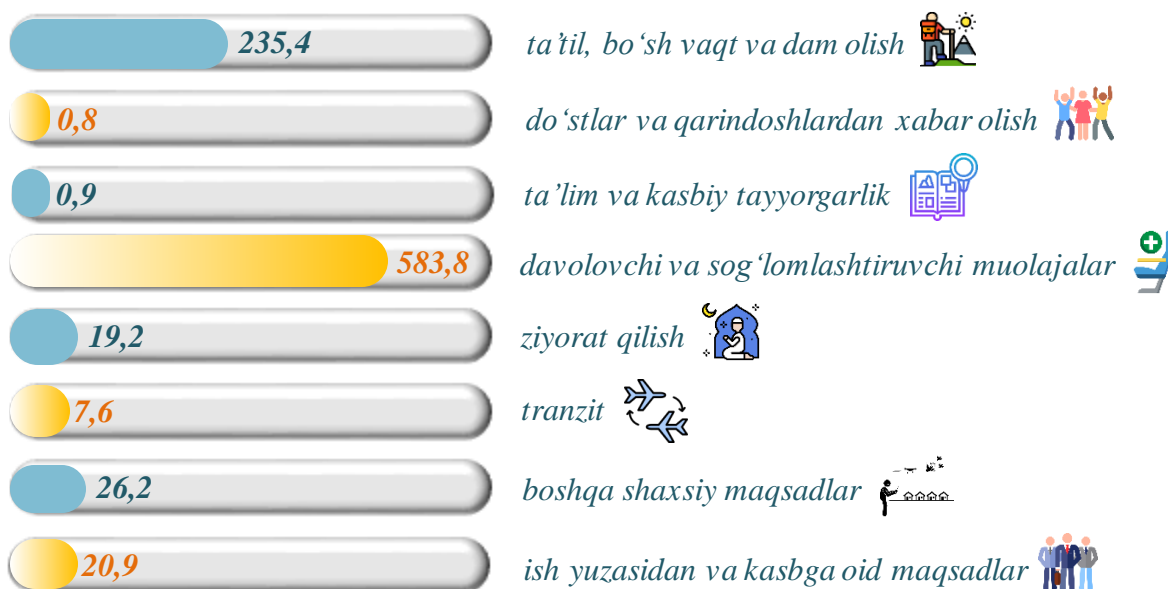 235,4 ta’til, bo‘sh vaqt va dam olish
0,8 do‘stlar va qarindoshlardan xabar olish
0,9 ta’lim va kasbiy tayyorgarlik
583,8 davolovchi va sog‘lomlashtiruvchi muolajalar
19,2 ziyorat qilish
7,6 tranzit
26,2 boshqa shaxsiy maqsadlar
20,9 ish yuzasidan va kasbga oid maqsadlar